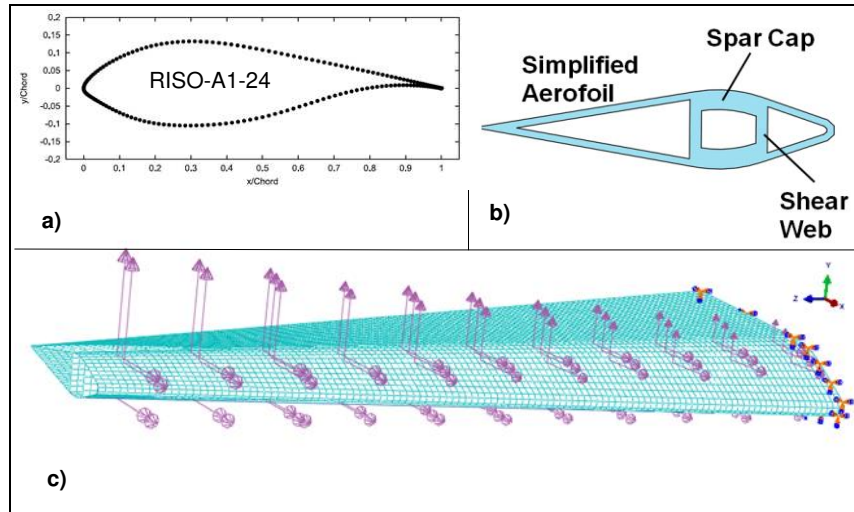 0.2
0.15
0.1
0.05
0
-0.05
-0.1
-0.15
-0.2
y/Chord
RISO-A1-24
0 0.1 0.2 0.3 0.4 0.5 0.6 0.7 0.8 0.9 1
x/Chord
a)
Spar Cap
Simplified
Aerofoil
b)
Shear
Web
Y
Z
X
c)